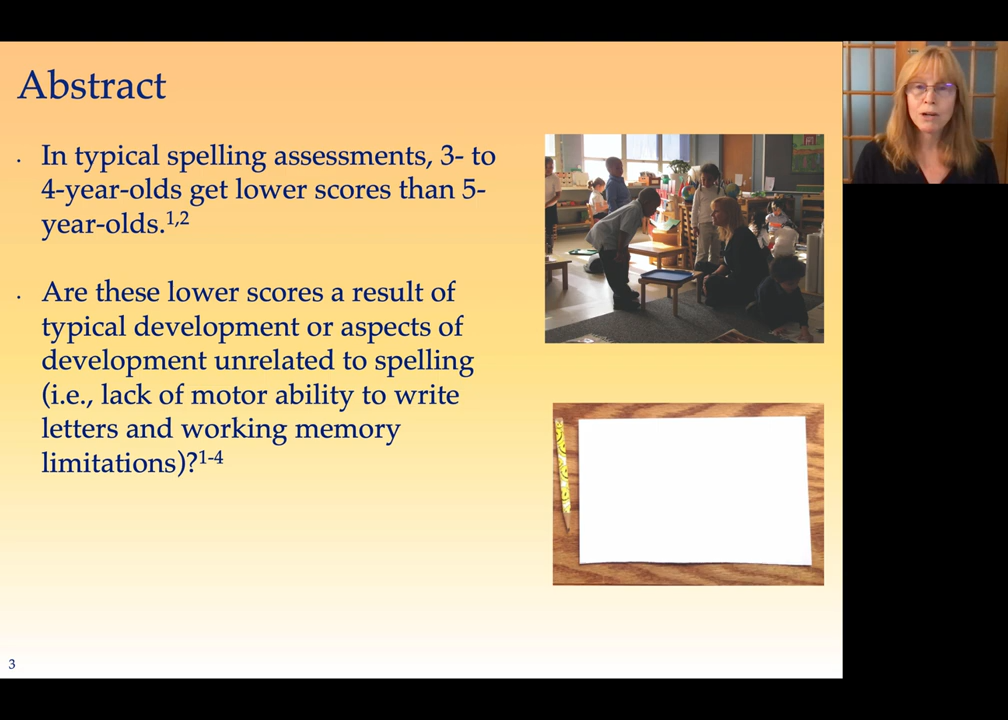 Abstract
· In typical spelling assessments, 3- to
4-year-olds get lower scores than 5-
year-olds.1,2
· Are these lower scores a result of
typical development or aspects of
development unrelated to spelling
(i.e., lack of motor ability to write
letters and working memory
limitations)?1-4
3